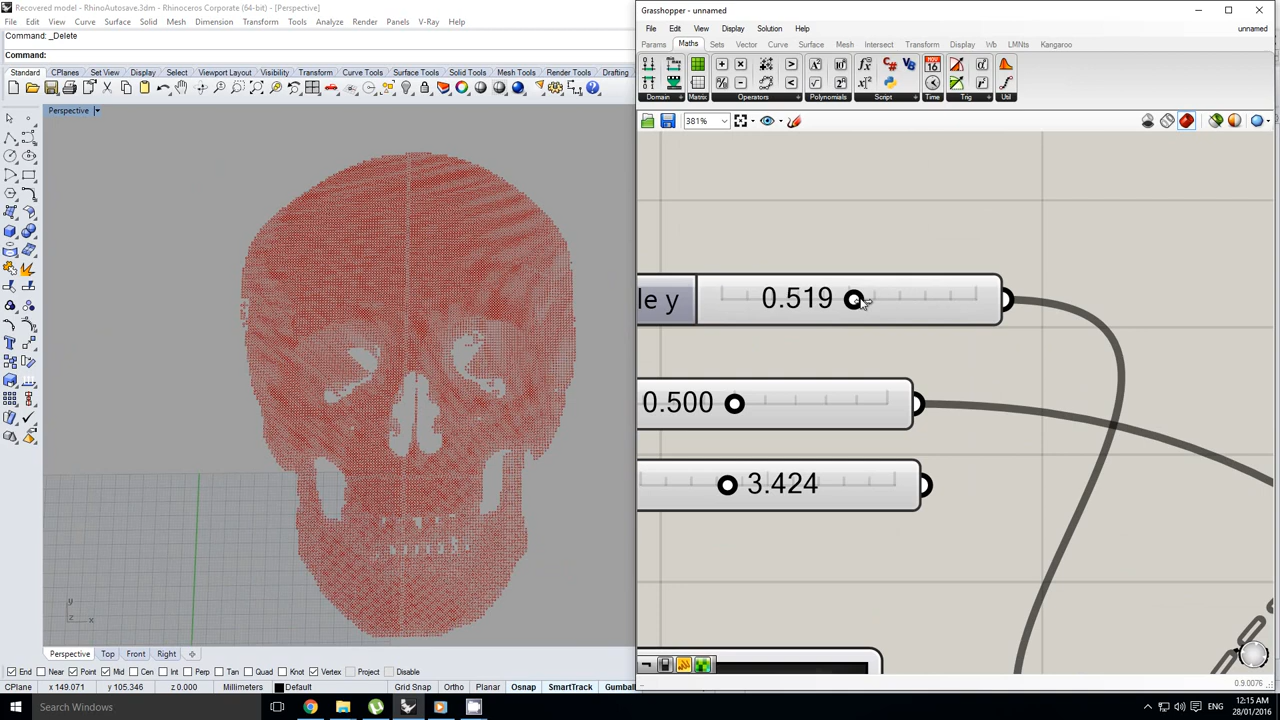 Recovered model - RhinoAutosave.3dm - Rhinoceros Corporate (64-bit) - [Perspective]
File Edit View Curve Surface Solid Mesh Dimension Transform Tools Analyze Render Panels V-Ray Help
Command: _Delete
Command:
Standard CPlanes Set View Display Select Viewport Layout Visibility Transform Curve Tools Surface Tools Solid Tools Mesh Tools Render Tools Drafting
Perspective
y
z x
Perspective Top Front Right
End Near Point Mid Cen Int Perp Tan Quad Knot Vertex Project Disable
CPlane x 149.071 y 105.346 z 0.000 Millimeters Default Grid Snap Ortho Planar Osnap SmartTrack Gumball
Grasshopper - unnamed
File Edit View Display Solution Help unnamed
Params Maths Sets Vector Curve Surface Mesh Intersect Transform Display Wb LMNts Kangaroo
Domain Matrix Operators Polynomials Script Time Trig Util
381%
le y 0.519
0.500
3.424
0.9.0076
Search Windows
ENG
12:15 AM
28/01/2016